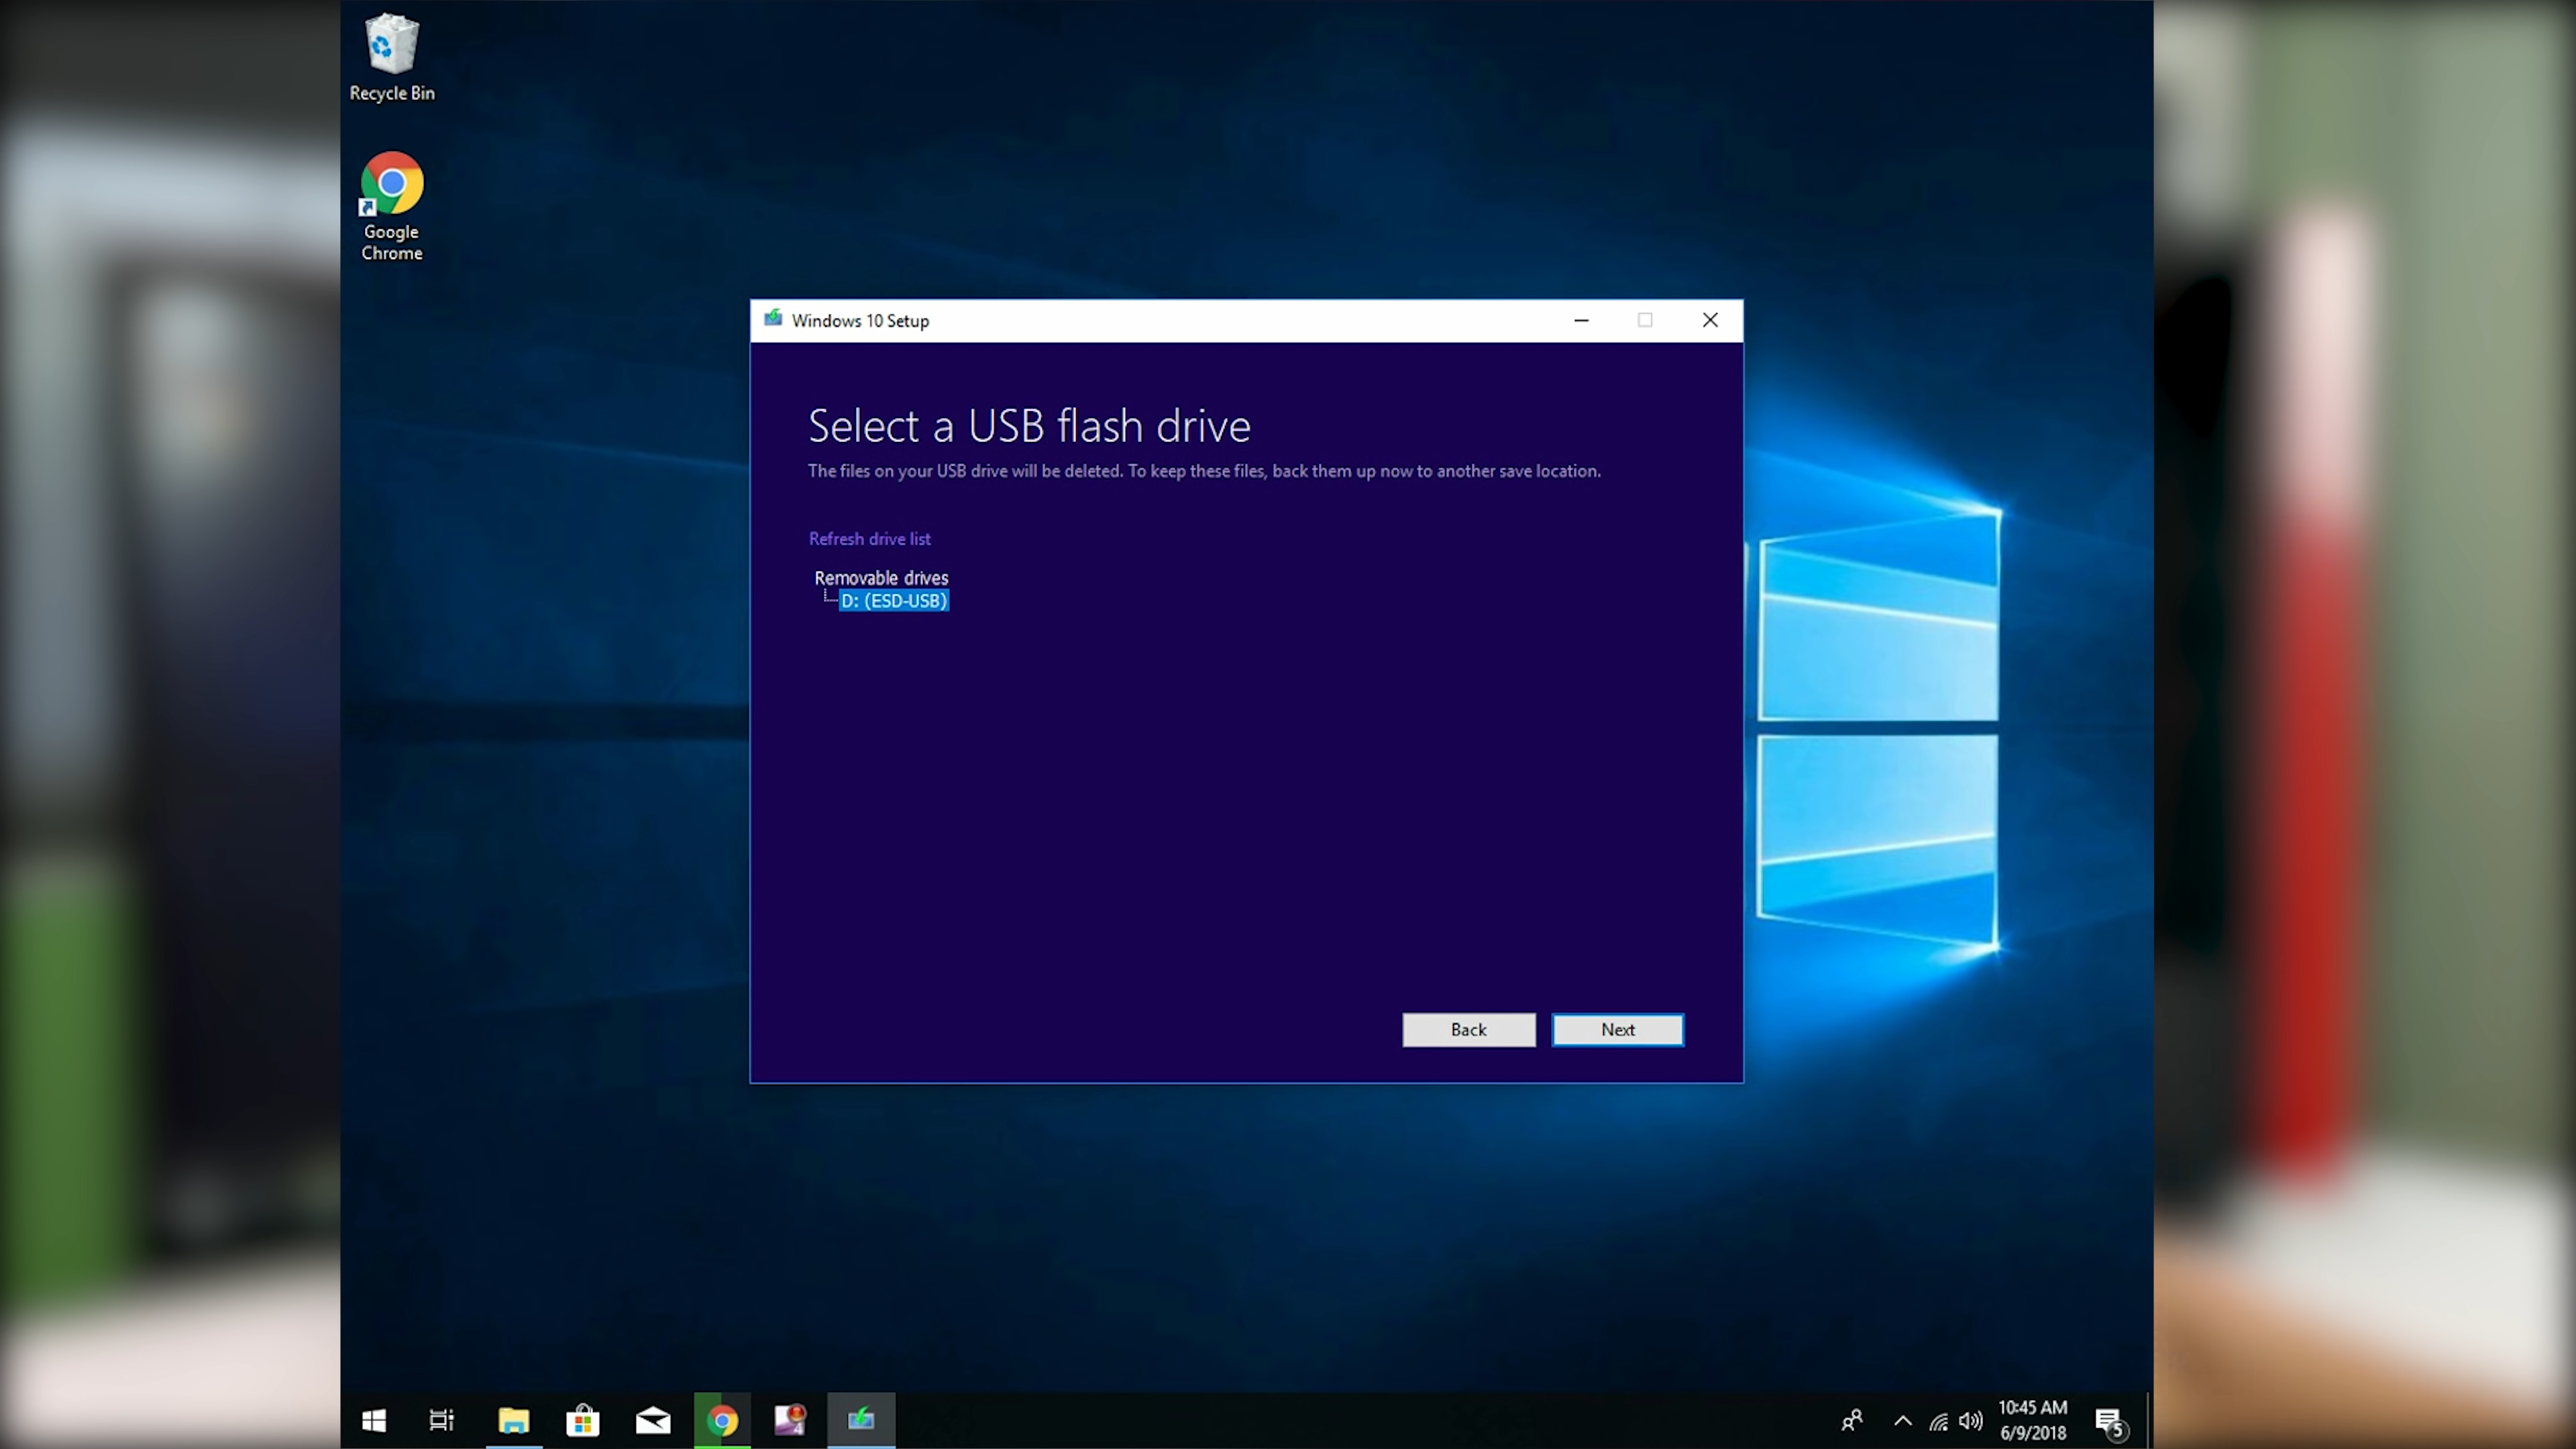 Recycle Bin
Google
Chrome
Windows 10 Setup
Select a USB flash drive
The files on your USB drive will be deleted. To keep these files, back them up now to another save location.
Refresh drive list
Removable drives
D: (ESD-USB)
Back
Next
4
10:45 AM
6/9/2018
5